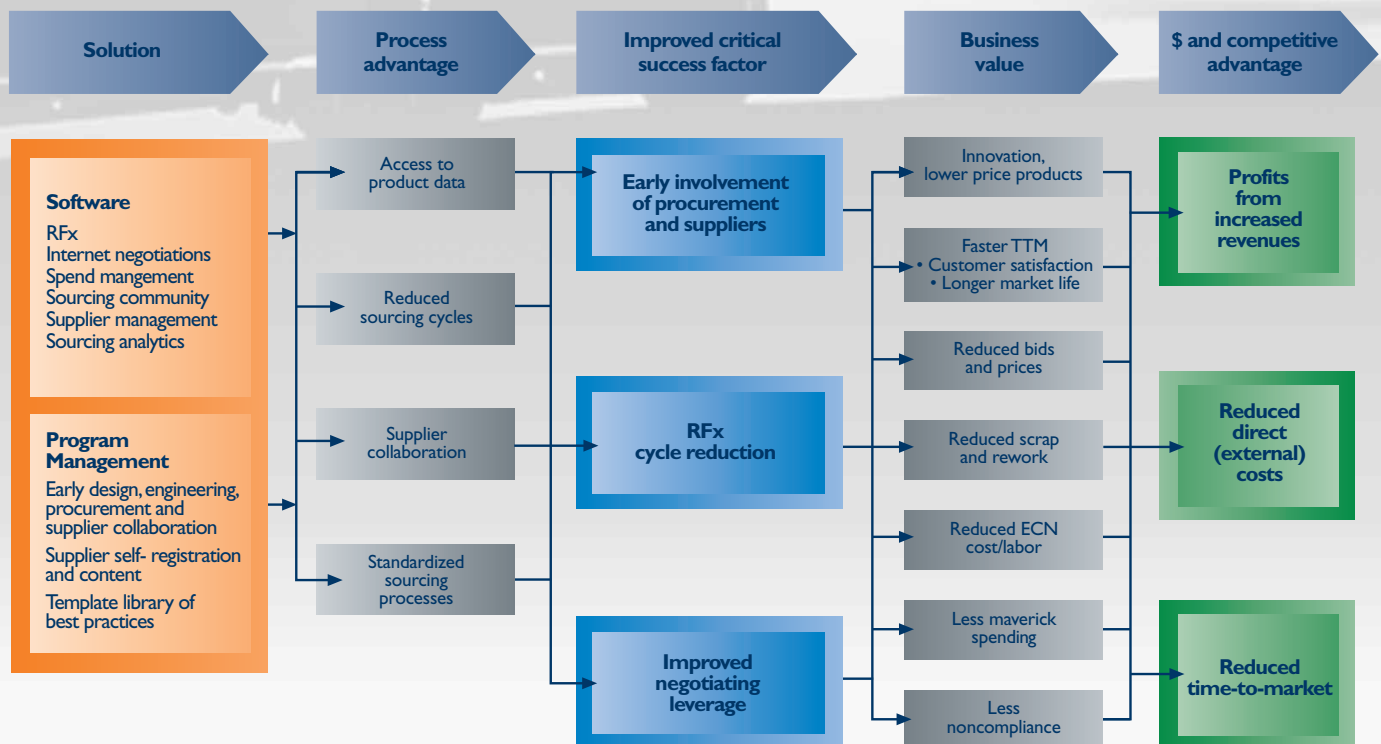 Solution
Process
advantage
Improved critical
success factor
Business
value
$ and competitive
advantage
Software
RFx
Internet negotiations
Spend mangement
Sourcing community
Supplier management
Sourcing analytics
Program
Management
Early design, engineering,
procurement and
supplier collaboration
Supplier self- registration
and content
Template library of
best practices
Access to
product data
Reduced
sourcing cycles
Supplier
collaboration
Standardized
sourcing
processes
Early involvement
of procurement
and suppliers
RFx
cycle reduction
Improved
negotiating
leverage
Innovation,
lower price products
Faster TTM
• Customer satisfaction
• Longer market life
Reduced bids
and prices
Reduced scrap
and rework
Reduced ECN
cost/labor
Less maverick
spending
Less
noncompliance
Profits
from
increased
revenues
Reduced
direct
(external)
costs
Reduced
time-to-market